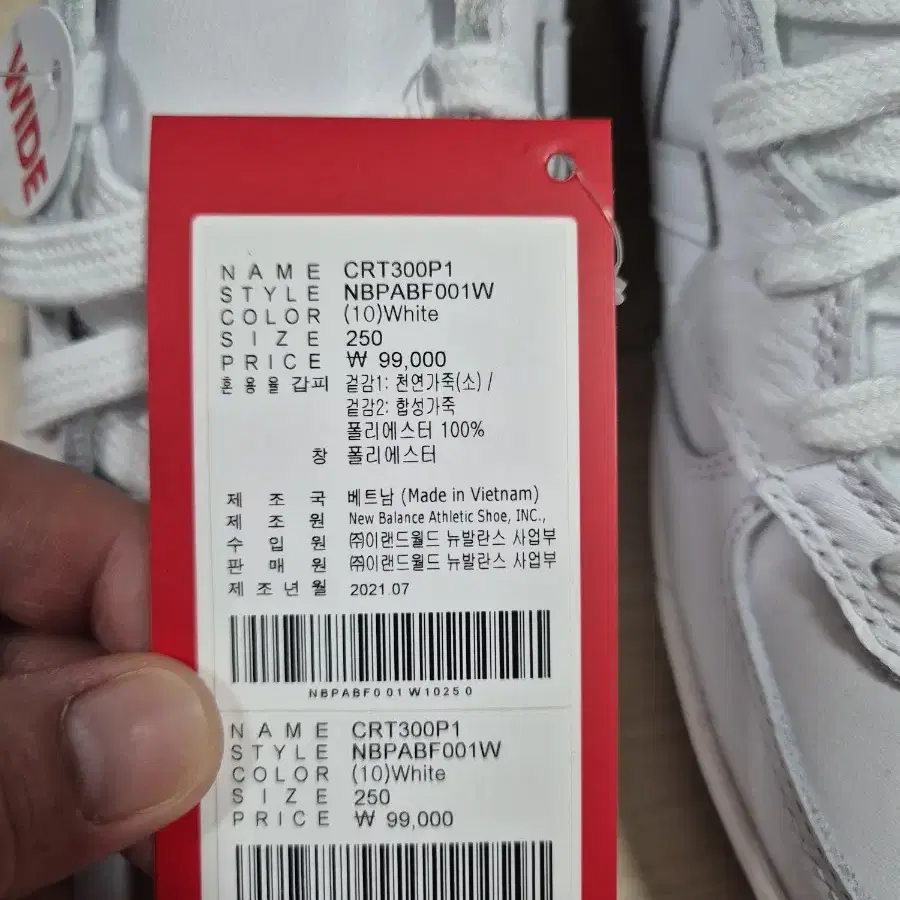 WIDE
NAME CRT300P1
STYLE NBPABF001W
COLOR (10)White
SIZE 250
PRICE ₩ 99,000
혼용율 갑피 겉감1: 천연가죽(소) /
겉감2: 합성가죽
폴리에스터 100%
창 폴리에스터
제조국 베트남 (Made in Vietnam)
제조원 New Balance Athletic Shoe, INC.,
수입원 ㈜이랜드월드 뉴발란스 사업부
판매원 ㈜이랜드월드 뉴발란스 사업부
제조년월 2021.07
NBPABF001W10250
NAME CRT300P1
STYLE NBPABF001W
COLOR (10)White
SIZE 250
PRICE ₩ 99,000